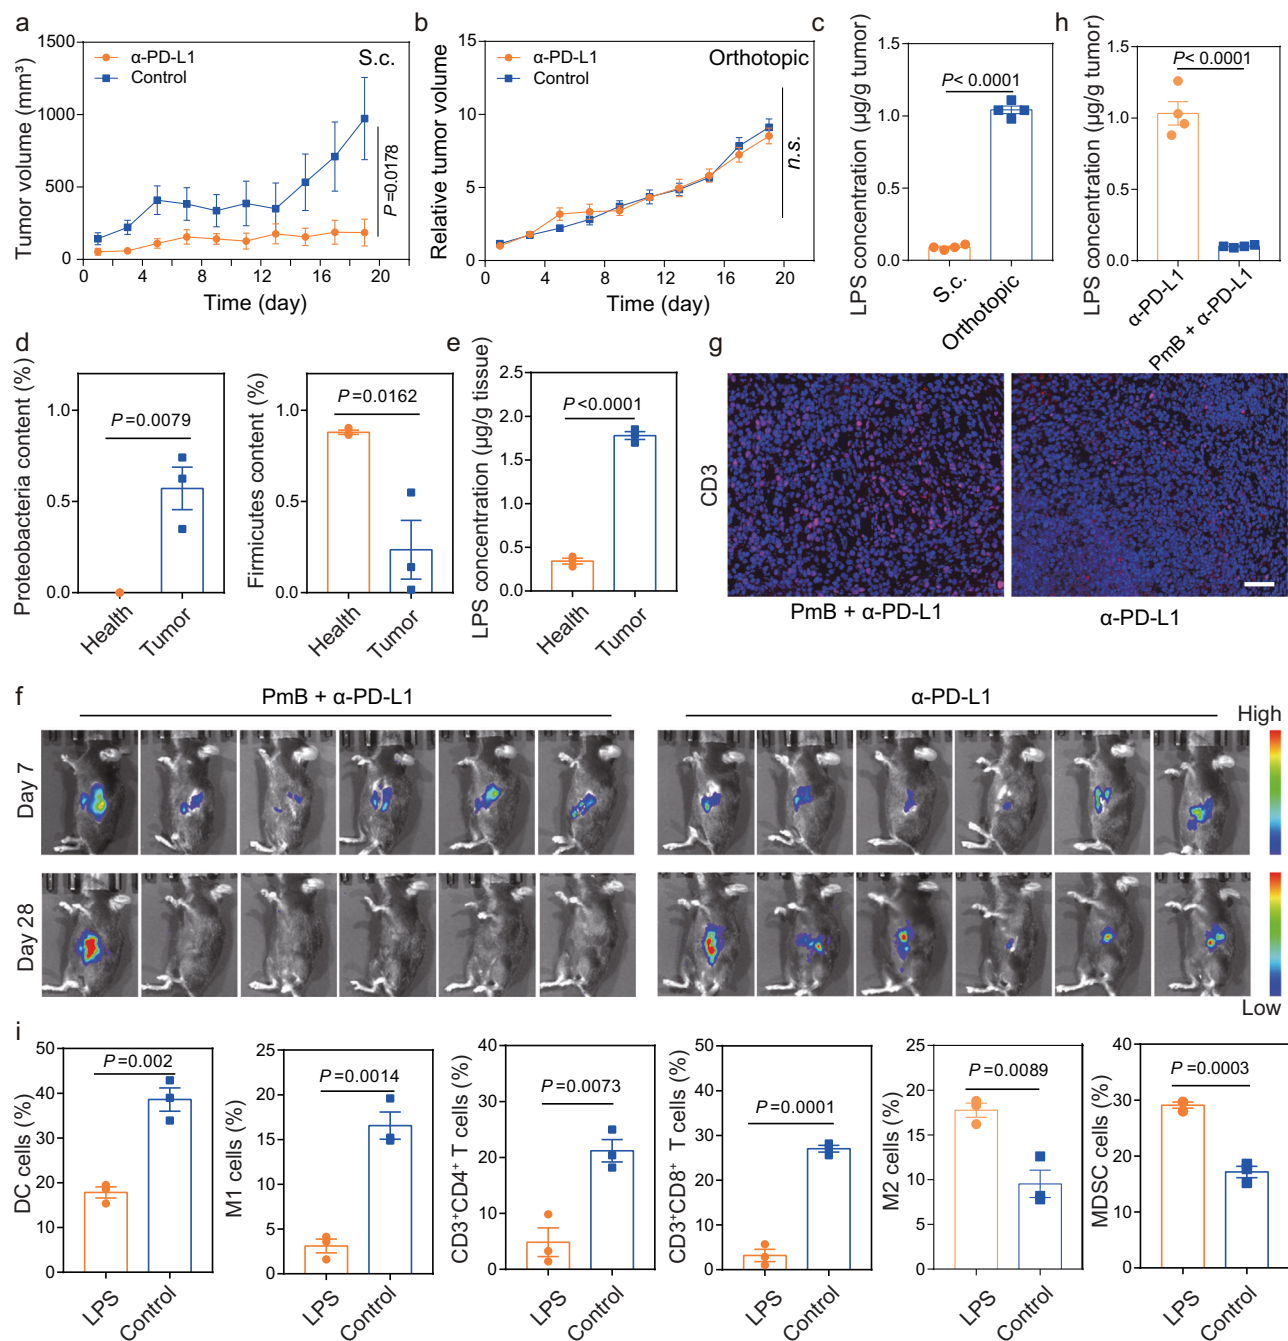 a
1500
1000
500
0
Tumor volume (mm³)
α-PD-L1
Control
S.c.
P=0.0178
0 4 8 12 16 20
Time (day)
b
15
10
5
0
Relative tumor volume
α-PD-L1
Control
Orthotopic
n.s.
0 4 8 12 16 20
Time (day)
c
1.5
1.0
0.5
0.0
LPS concentration (μg/g tumor)
P< 0.0001
S.c.
Orthotopic
h
1.5
1.0
0.5
0.0
LPS concentration (μg/g tumor)
P< 0.0001
α-PD-L1
PmB + α-PD-L1
d
1.0
0.5
0.0
Proteobacteria content (%)
P=0.0079
Health
Tumor
1.0
0.5
0.0
Firmicutes content (%)
P=0.0162
Health
Tumor
e
2.5
2.0
1.5
0.5
0.0
LPS concentration (μg/g tissue)
P<0.0001
Health
Tumor
g
CD3
PmB + α-PD-L1
α-PD-L1
f
PmB + α-PD-L1
α-PD-L1
High
Day 7
Day 28
Low
i
50
40
30
20
10
0
DC cells (%)
P=0.002
LPS
Control
25
20
15
10
5
0
M1 cells (%)
P=0.0014
LPS
Control
40
30
20
10
0
CD3⁺CD4⁺ T cells (%)
P=0.0073
LPS
Control
50
40
30
20
10
0
CD3⁺CD8⁺ T cells (%)
P=0.0001
LPS
Control
25
20
15
10
5
0
M2 cells (%)
P=0.0089
LPS
Control
40
30
20
10
0
MDSC cells (%)
P=0.0003
LPS
Control